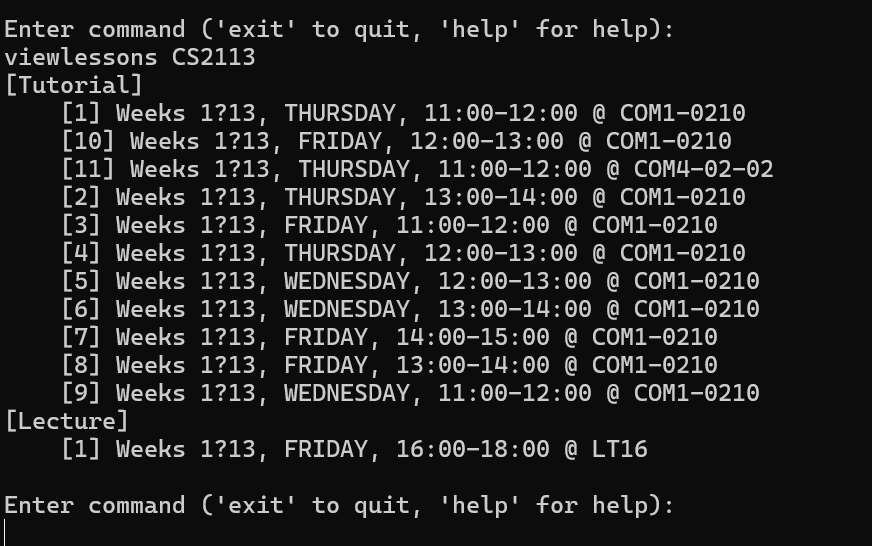 Enter command ('exit' to quit, 'help' for help):
viewlessons CS2113
[Tutorial]
    [1] Weeks 1?13, THURSDAY, 11:00-12:00 @ COM1-0210
    [10] Weeks 1?13, FRIDAY, 12:00-13:00 @ COM1-0210
    [11] Weeks 1?13, THURSDAY, 11:00-12:00 @ COM4-02-02
    [2] Weeks 1?13, THURSDAY, 13:00-14:00 @ COM1-0210
    [3] Weeks 1?13, FRIDAY, 11:00-12:00 @ COM1-0210
    [4] Weeks 1?13, THURSDAY, 12:00-13:00 @ COM1-0210
    [5] Weeks 1?13, WEDNESDAY, 12:00-13:00 @ COM1-0210
    [6] Weeks 1?13, WEDNESDAY, 13:00-14:00 @ COM1-0210
    [7] Weeks 1?13, FRIDAY, 14:00-15:00 @ COM1-0210
    [8] Weeks 1?13, FRIDAY, 13:00-14:00 @ COM1-0210
    [9] Weeks 1?13, WEDNESDAY, 11:00-12:00 @ COM1-0210
[Lecture]
    [1] Weeks 1?13, FRIDAY, 16:00-18:00 @ LT16
Enter command ('exit' to quit, 'help' for help):